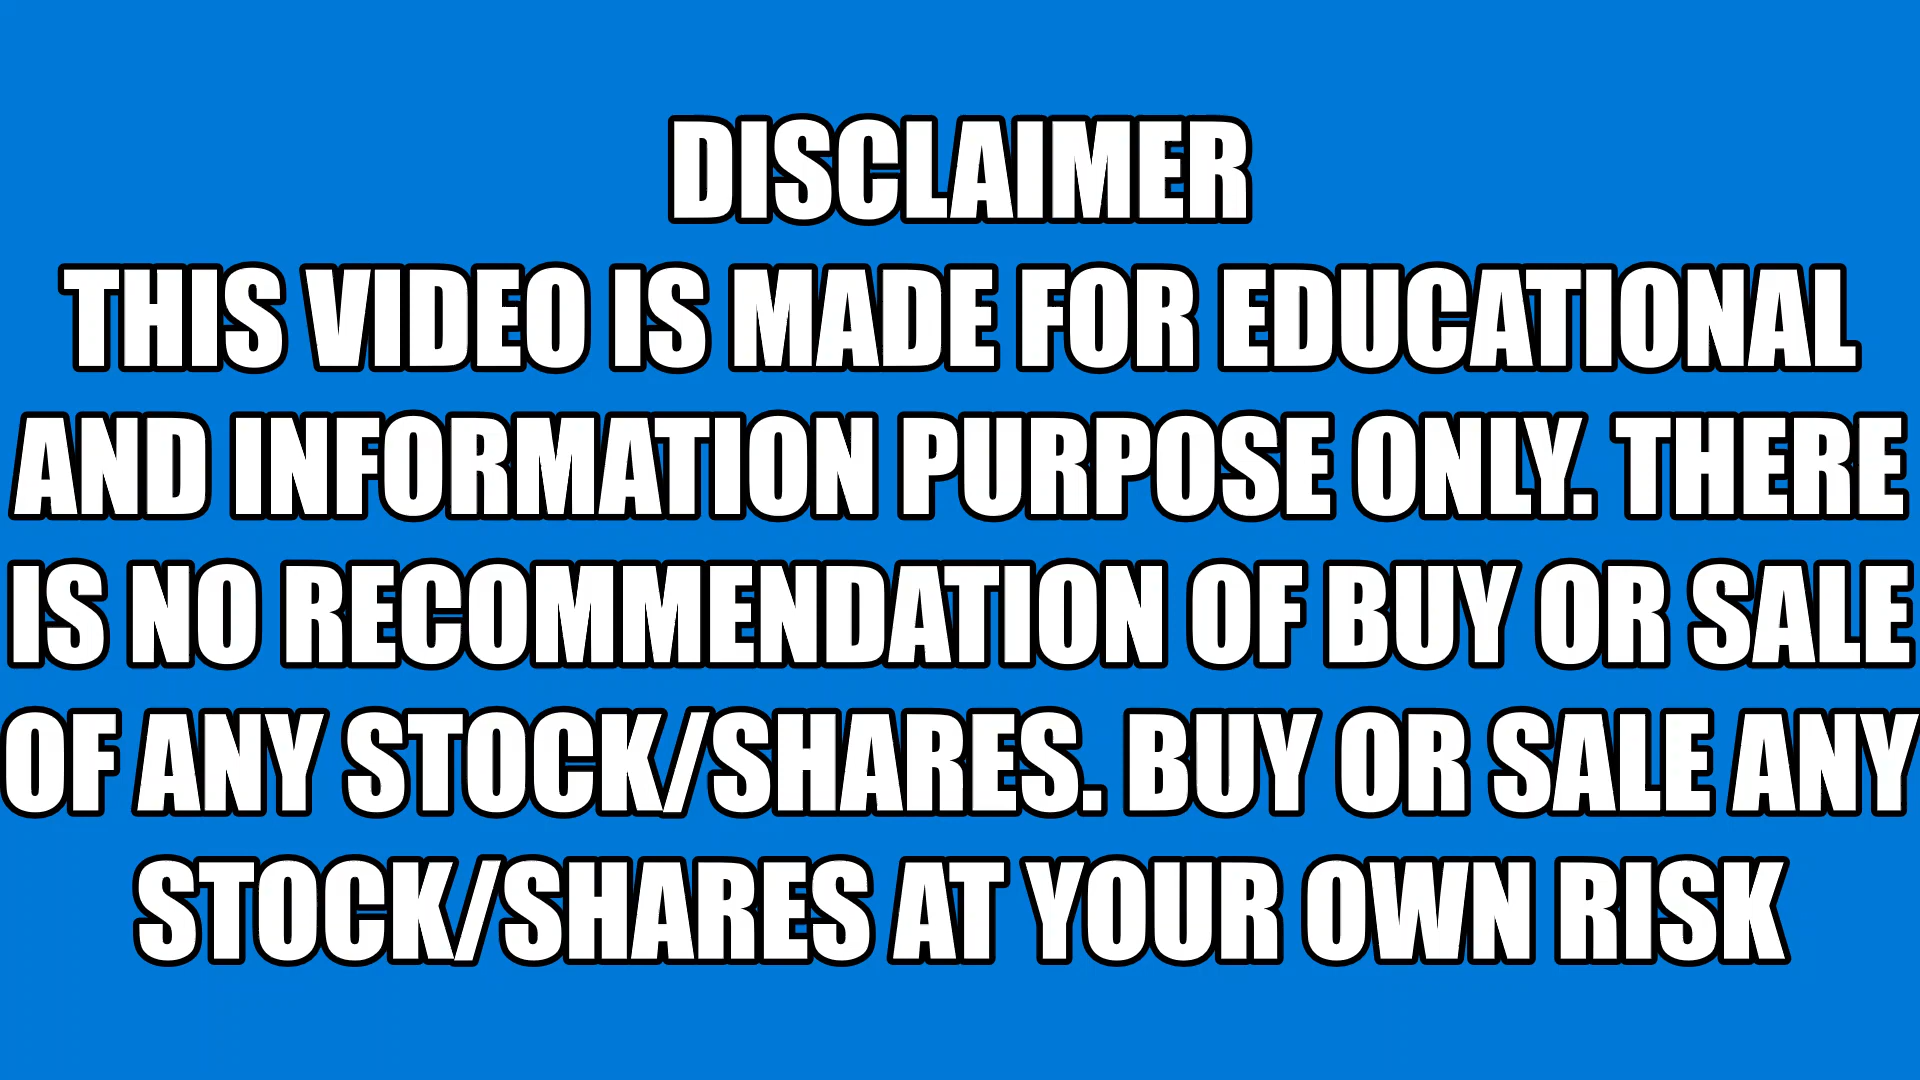 DISCLAIMER
THIS VIDEO IS MADE FOR EDUCATIONAL
AND INFORMATION PURPOSE ONLY. THERE
IS NO RECOMMENDATION OF BUY OR SALE
OF ANY STOCK/SHARES. BUY OR SALE ANY
STOCK/SHARES AT YOUR OWN RISK